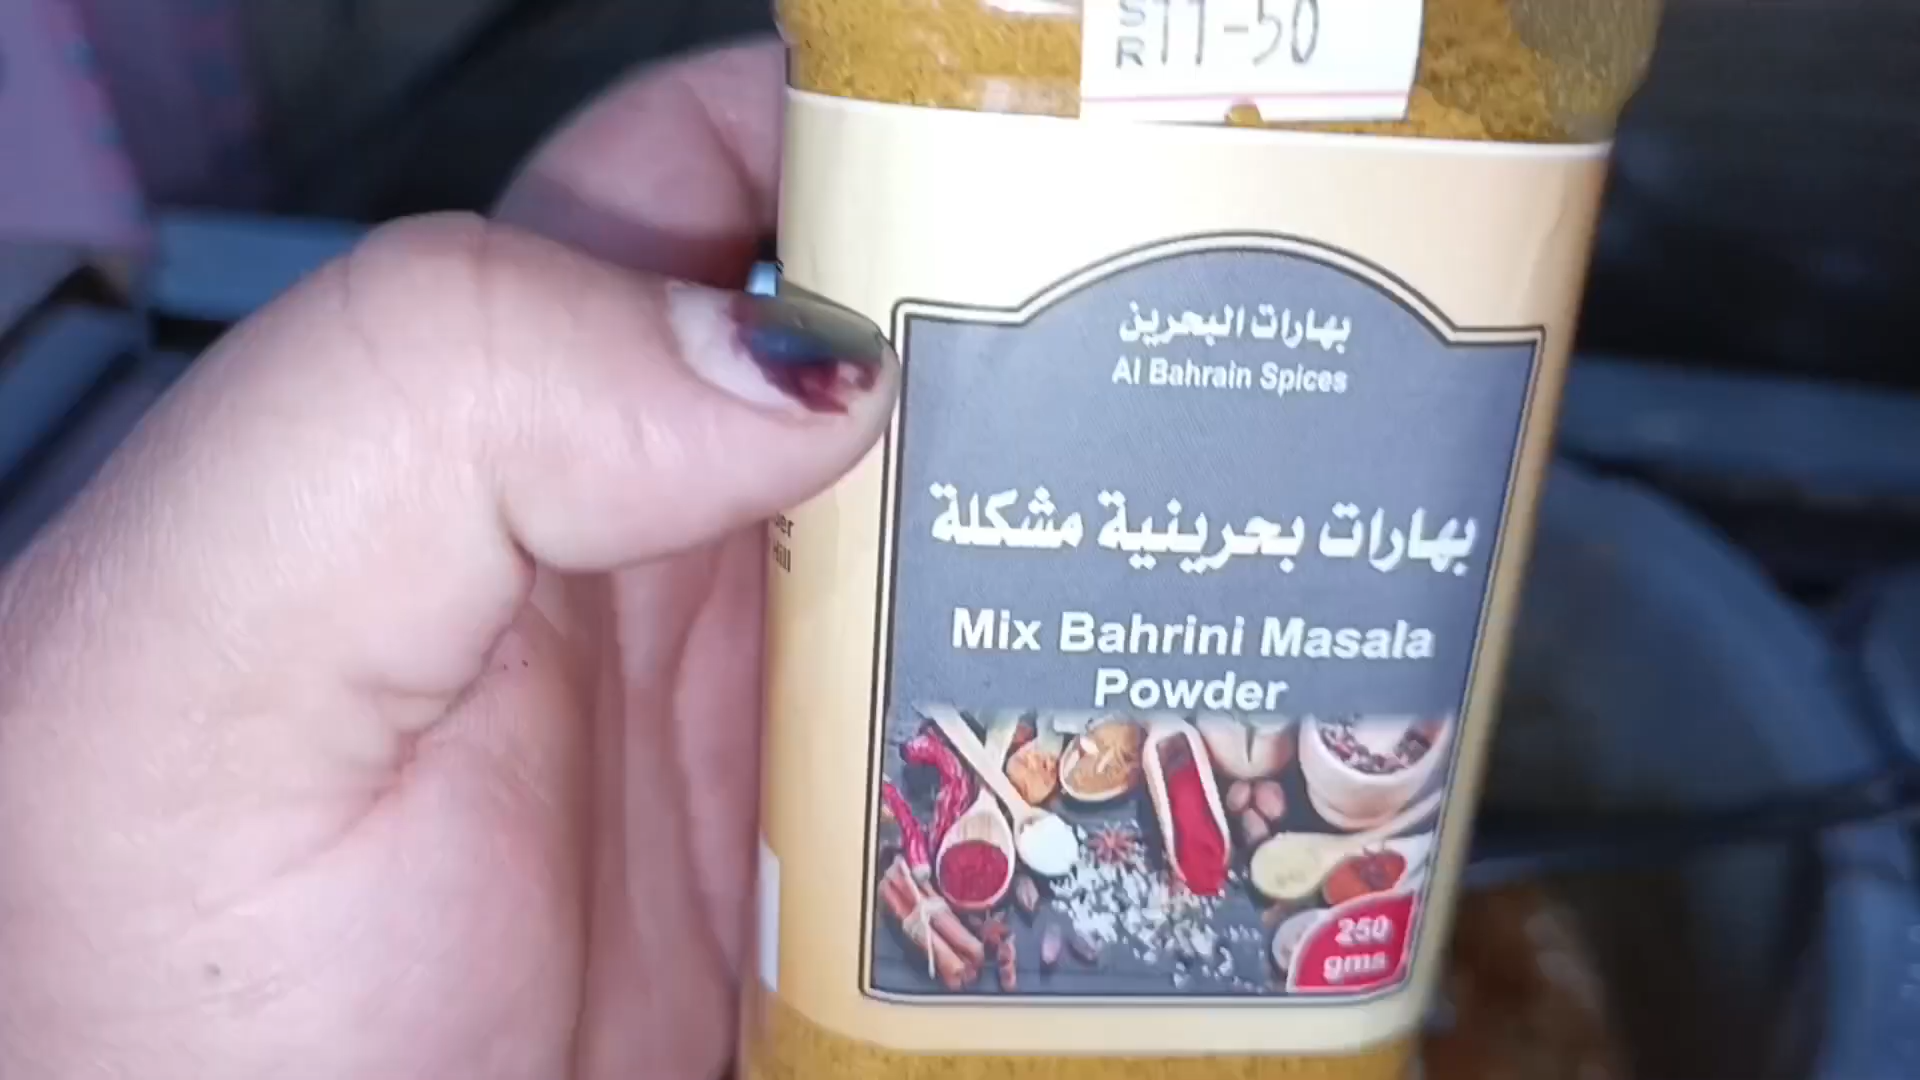 SR 11-50
بهارات البحرين
Al Bahrain Spices
بهارات بحرينية مشكلة
Mix Bahrini Masala
Powder
250
gms